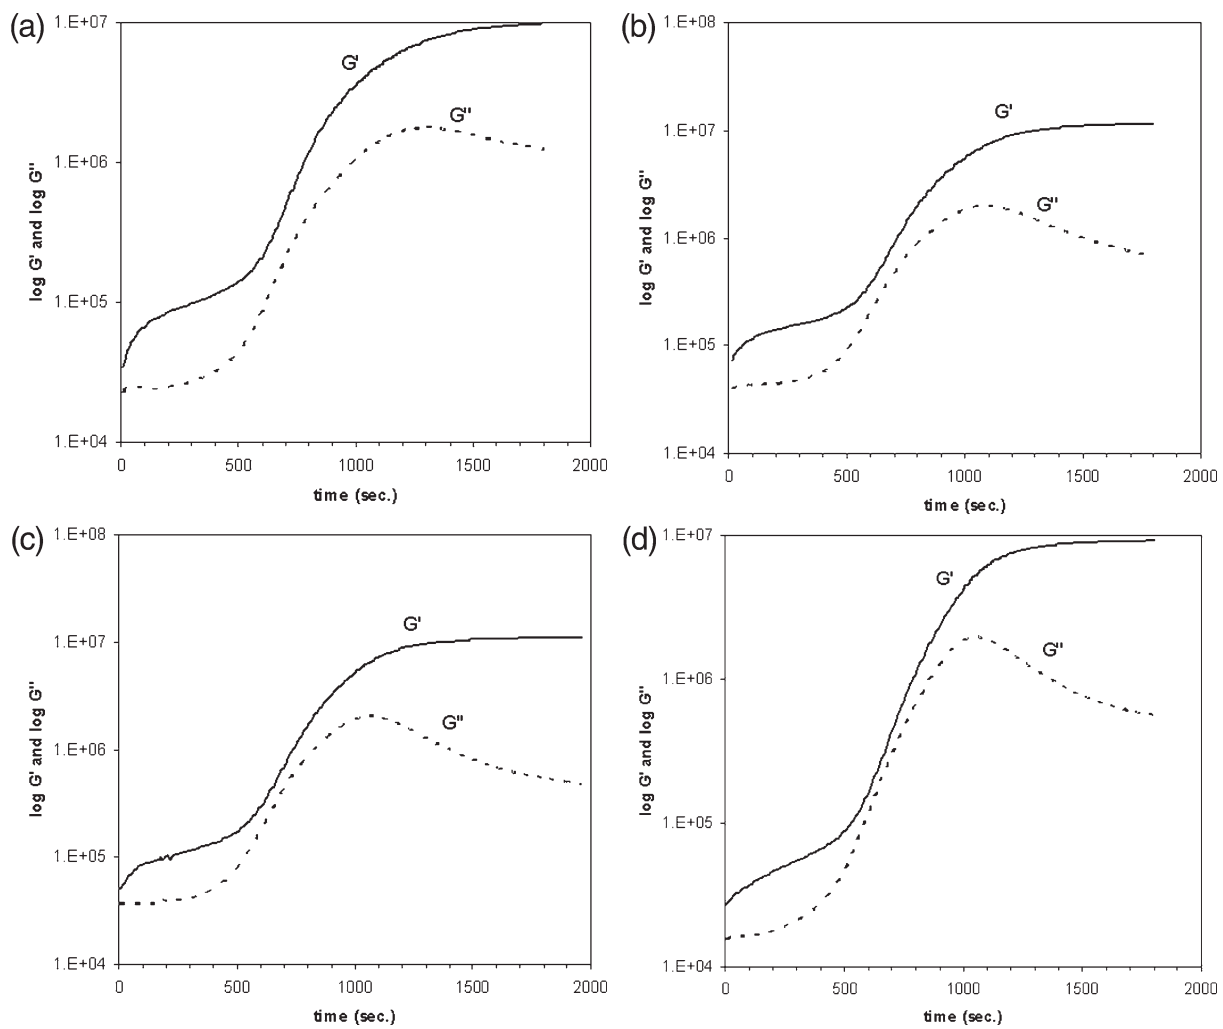 (a)
1.E+07
1.E+06
1.E+05
1.E+04
log G' and log G"
G'
G"
0 500 1000 1500 2000
time (sec.)
(b)
1.E+08
1.E+07
1.E+06
1.E+05
1.E+04
log G' and log G"
G'
G"
0 500 1000 1500 2000
time (sec.)
(c)
1.E+08
1.E+07
1.E+06
1.E+05
1.E+04
log G' and log G"
G'
G"
0 500 1000 1500 2000
time (sec.)
(d)
1.E+07
1.E+06
1.E+05
1.E+04
log G' and log G"
G'
G"
0 500 1000 1500 2000
time (sec.)